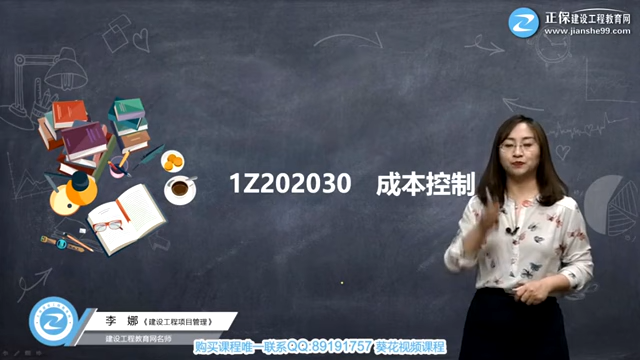 正保建设工程教育网
www.jianshe99.com
1Z202030 成本控制
李 娜《建设工程项目管理》
建设工程教育网名师
购买课程唯一联系QQ:89191757 葵花视频课程